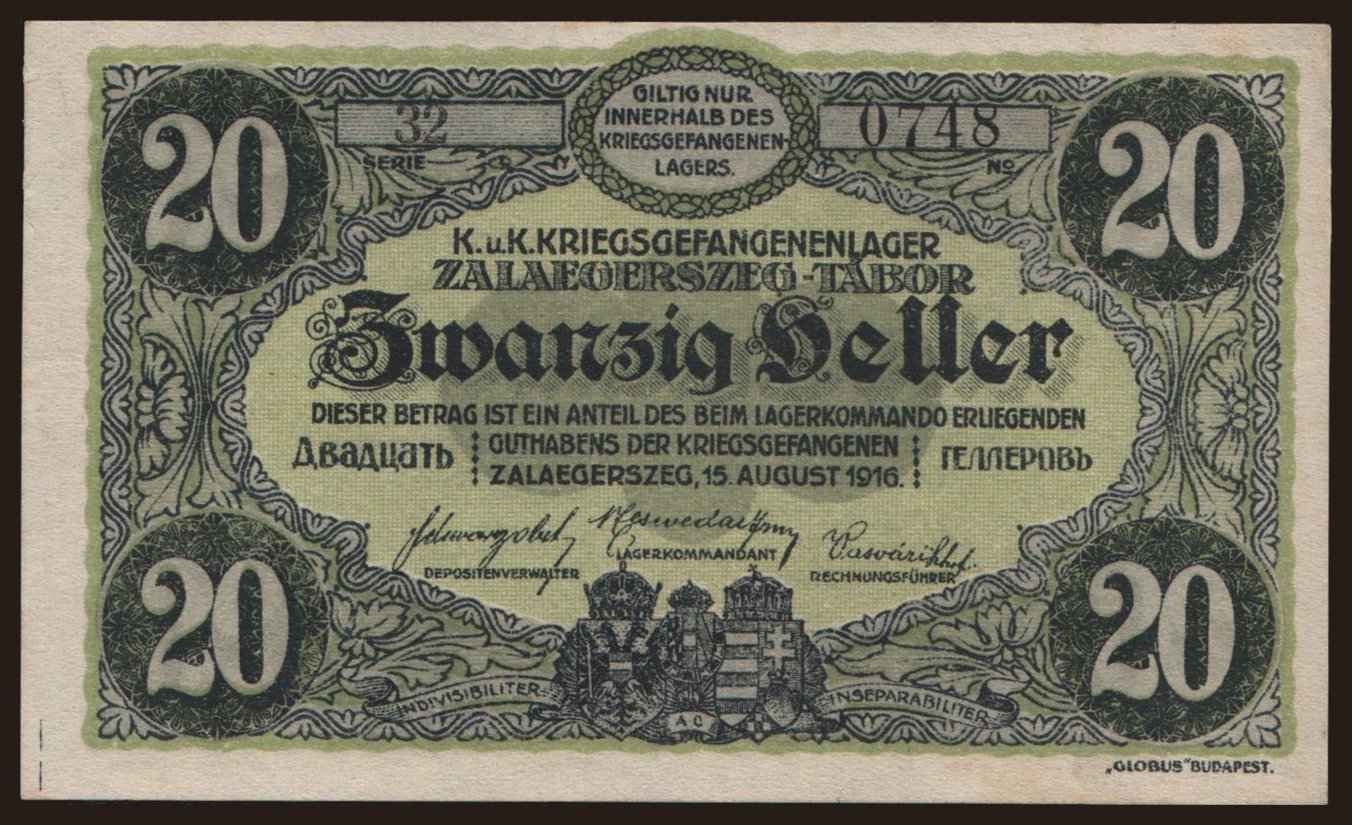 20
32
SERIE
GILTIG NUR
INNERHALB DES
KRIEGSGEFANGENEN-
LAGERS.
0748
No
20
K.u.K.KRIEGSGEFANGENENLAGER
ZALAEGERSZEG-TÁBOR
Zwanzig Heller
DIESER BETRAG IST EIN ANTEIL DES BEIM LAGERKOMMANDO ERLIEGENDEN
Двадцать
GUTHABENS DER KRIEGSGEFANGENEN
ГЕЛЛЕРОВЪ
ZALAEGERSZEG, 15. AUGUST 1916.
LAGERKOMMANDANT
DEPOSITENVERWALTER
RECHNUNGSFÜHRER
20
INDIVISIBILITER
AC
INSEPARABILITER
20
„GLOBUS" BUDAPEST.